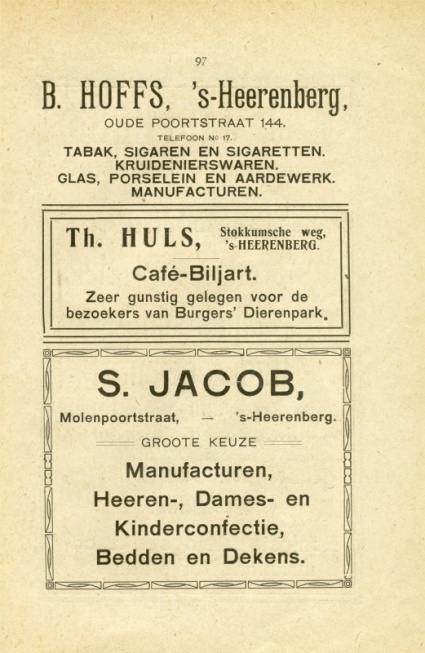 97
B. HOFFS, 's-Heerenberg,
OUDE POORTSTRAAT 144.
TELEFOON No 17.
TABAK, SIGAREN EN SIGARETTEN.
KRUIDENIERSWAREN.
GLAS, PORSELEIN EN AARDEWERK.
MANUFACTUREN.
Th. HULS, Stokkumsche weg,
's-HEERENBERG.
Café-Biljart.
Zeer gunstig gelegen voor de
bezoekers van Burgers' Dierenpark.
S. JACOB,
Molenpoortstraat, — 's-Heerenberg.
GROOTE KEUZE
Manufacturen,
Heeren-, Dames- en
Kinderconfectie,
Bedden en Dekens.